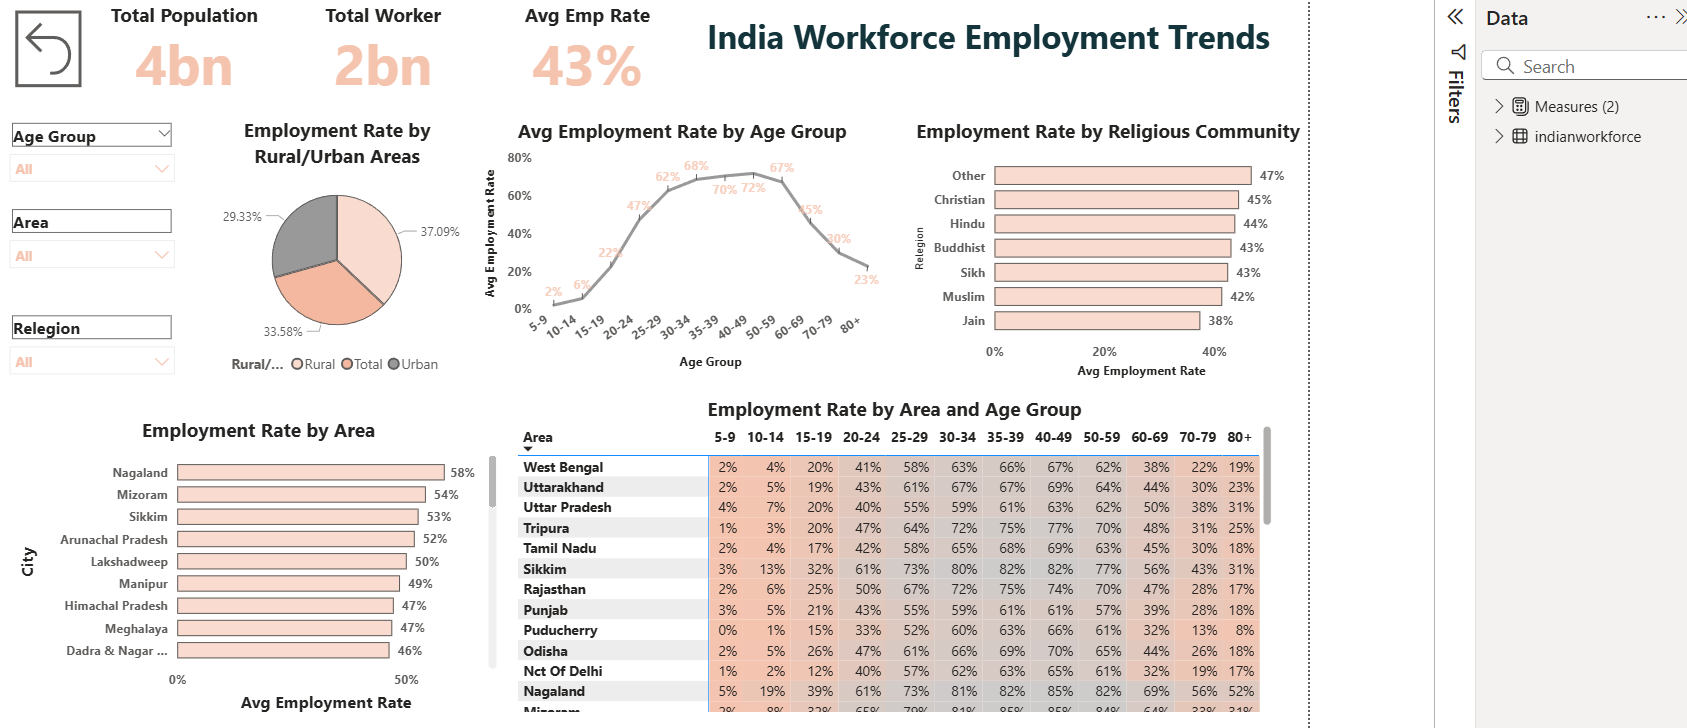 Total Population
Total Worker
Avg Emp Rate
4bn
2bn
43%
India Workforce Employment Trends
Age Group
All
Area
All
Relegion
All
Employment Rate by
Rural/Urban Areas
29.33%
37.09%
33.58%
Rural/... Rural Total Urban
Avg Employment Rate by Age Group
Avg Employment Rate
80%
60%
40%
20%
0%
2%
6%
22%
47%
62%
68%
70%
72%
67%
45%
30%
23%
5-9 10-14 15-19 20-24 25-29 30-34 35-39 40-49 50-59 60-69 70-79 80+
Age Group
Employment Rate by Religious Community
Relegion
Other 47%
Christian 45%
Hindu 44%
Buddhist 43%
Sikh 43%
Muslim 42%
Jain 38%
0% 20% 40%
Avg Employment Rate
Employment Rate by Area
City
Nagaland 58%
Mizoram 54%
Sikkim 53%
Arunachal Pradesh 52%
Lakshadweep 50%
Manipur 49%
Himachal Pradesh 47%
Meghalaya 47%
Dadra & Nagar ... 46%
0% 50%
Avg Employment Rate
Employment Rate by Area and Age Group
Area 5-9 10-14 15-19 20-24 25-29 30-34 35-39 40-49 50-59 60-69 70-79 80+
West Bengal 2% 4% 20% 41% 58% 63% 66% 67% 62% 38% 22% 19%
Uttarakhand 2% 5% 19% 43% 61% 67% 67% 69% 64% 44% 30% 23%
Uttar Pradesh 4% 7% 20% 40% 55% 59% 61% 63% 62% 50% 38% 31%
Tripura 1% 3% 20% 47% 64% 72% 75% 77% 70% 48% 31% 25%
Tamil Nadu 2% 4% 17% 42% 58% 65% 68% 69% 63% 45% 30% 18%
Sikkim 3% 13% 32% 61% 73% 80% 82% 82% 77% 56% 43% 31%
Rajasthan 2% 6% 25% 50% 67% 72% 75% 74% 70% 47% 28% 17%
Punjab 3% 5% 21% 43% 55% 59% 61% 61% 57% 39% 28% 18%
Puducherry 0% 1% 15% 33% 52% 60% 63% 66% 61% 32% 13% 8%
Odisha 2% 5% 26% 47% 61% 66% 69% 70% 65% 44% 26% 18%
Nct Of Delhi 1% 2% 12% 40% 57% 62% 63% 65% 61% 32% 19% 17%
Nagaland 5% 19% 39% 61% 73% 81% 82% 85% 82% 69% 56% 52%
Mizoram 2% 8% 32% 65% 79% 81% 85% 85% 84% 64% 33% 31%
Filters
Data
Search
Measures (2)
indianworkforce